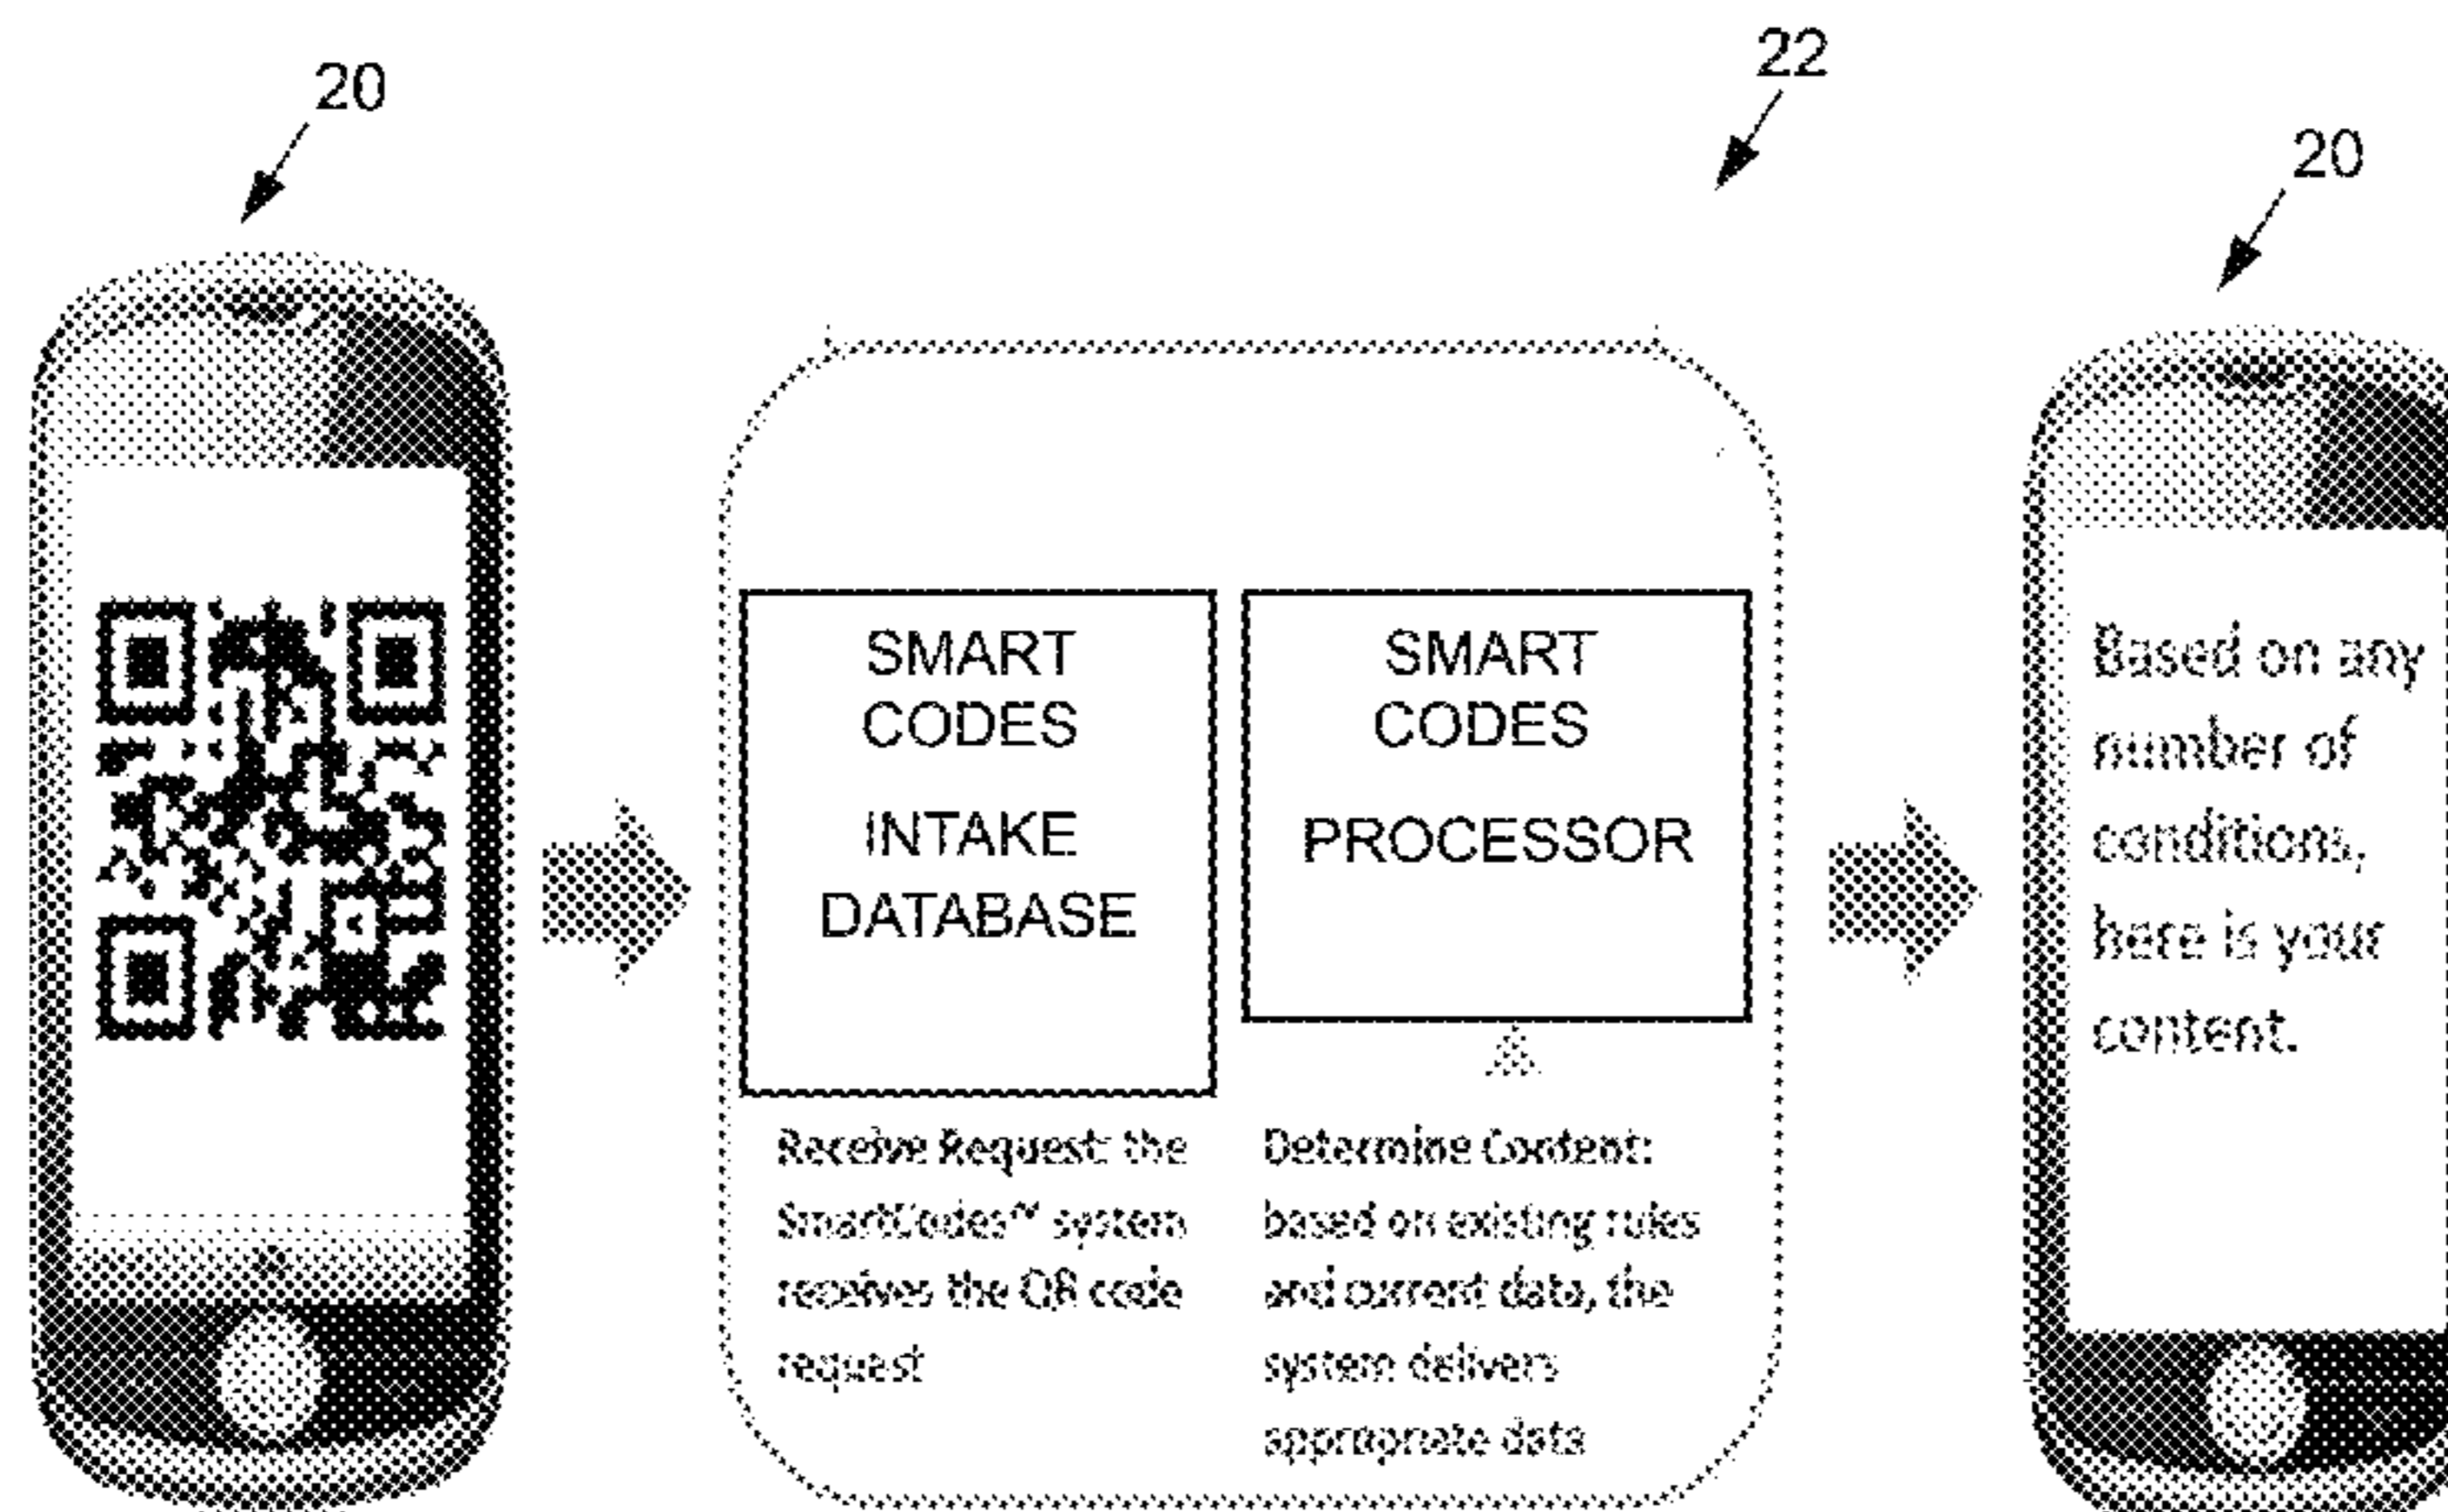 20
22
20
SMART
CODES
INTAKE
DATABASE
SMART
CODES
PROCESSOR
Receive Request: the
SmartCodes™ system
receives the QR code
request
Determine Content:
based on existing rules
and current data, the
system delivers
appropriate data
Based on any
number of
conditions,
here is your
content.